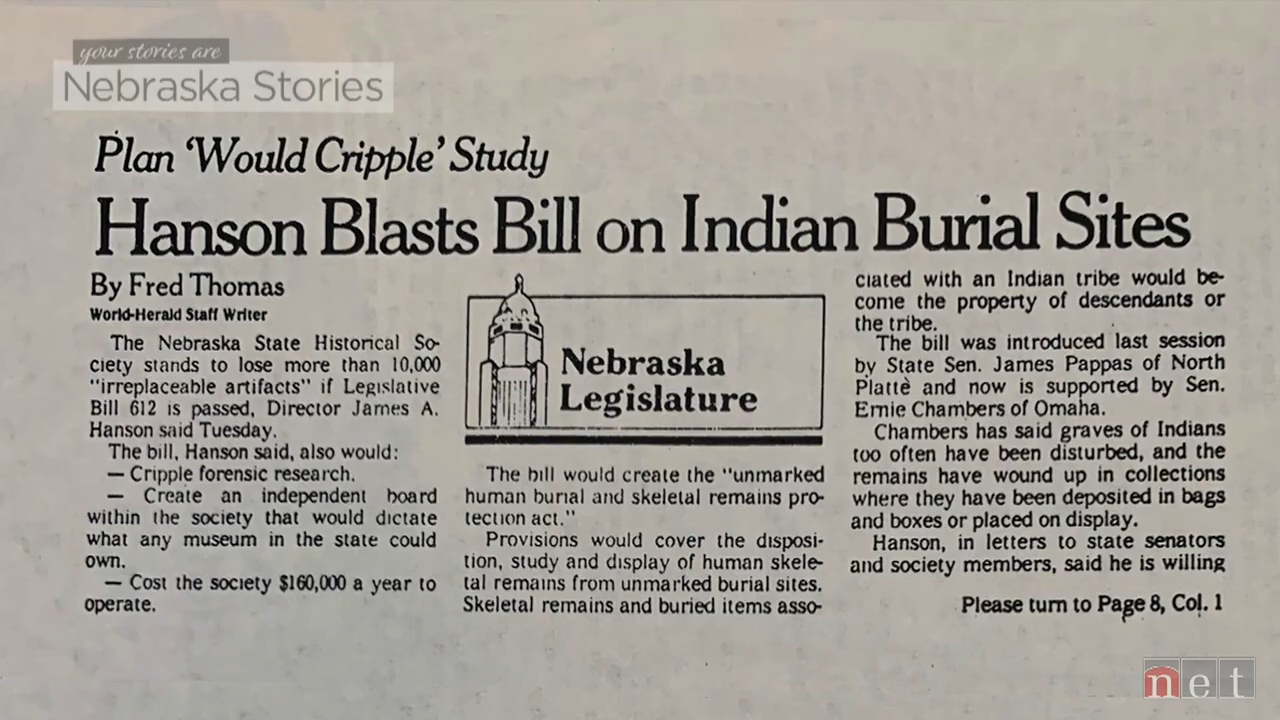 your stories are
Nebraska Stories
Plan ‘Would Cripple’ Study
Hanson Blasts Bill on Indian Burial Sites
By Fred Thomas
World-Herald Staff Writer
The Nebraska State Historical So-
ciety stands to lose more than 10,000
"irreplaceable artifacts" if Legislative
Bill 612 is passed, Director James A.
Hanson said Tuesday.
The bill, Hanson said, also would:
— Cripple forensic research.
— Create an independent board
within the society that would dictate
what any museum in the state could
own.
— Cost the society $160,000 a year to
operate.
Nebraska
Legislature
The bill would create the "unmarked
human burial and skeletal remains pro-
tection act."
Provisions would cover the disposi-
tion, study and display of human skele-
tal remains from unmarked burial sites.
Skeletal remains and buried items asso-
ciated with an Indian tribe would be-
come the property of descendants or
the tribe.
The bill was introduced last session
by State Sen. James Pappas of North
Platte and now is supported by Sen.
Ernie Chambers of Omaha.
Chambers has said graves of Indians
too often have been disturbed, and the
remains have wound up in collections
where they have been deposited in bags
and boxes or placed on display.
Hanson, in letters to state senators
and society members, said he is willing
Please turn to Page 8, Col. 1
net